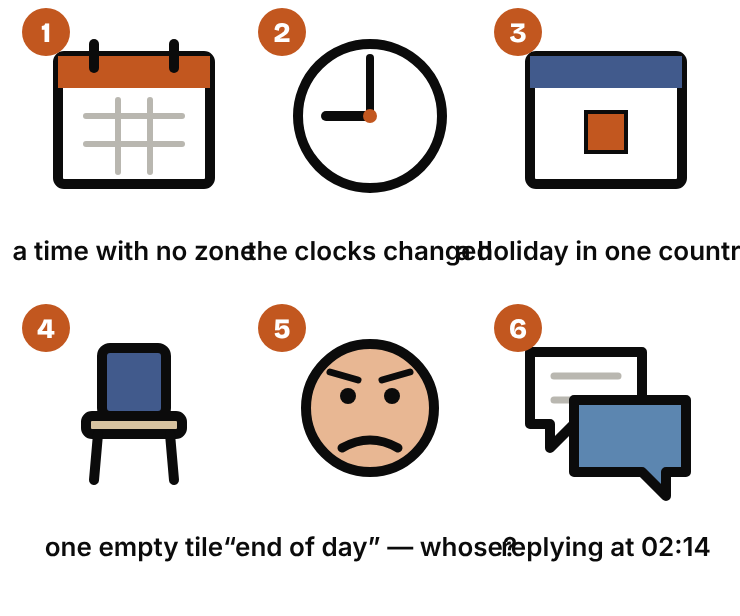 1
2
3
a time with no zone
the clocks changed
a holiday in one countr
4
5
6
one empty tile
“end of day” — whose?
replying at 02:14